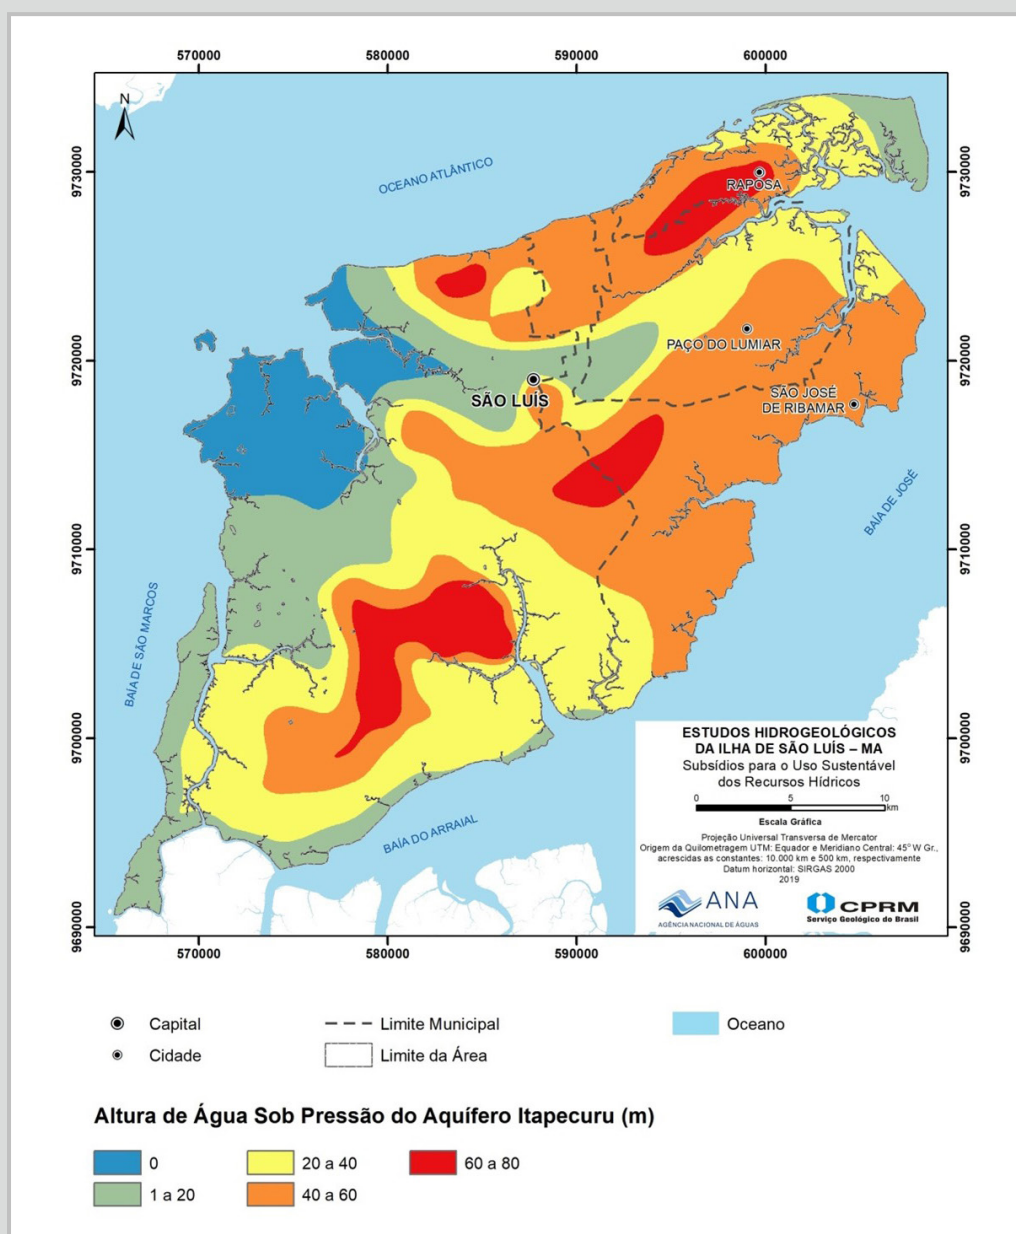 570000
580000
590000
600000
N
9730000
9730000
OCEANO ATLÂNTICO
RAPOSA
PAÇO DO LUMIAR
9720000
9720000
SÃO LUÍS
SÃO JOSÉ
DE RIBAMAR
BAÍA DE JOSÉ
9710000
9710000
BAÍA DE SÃO MARCOS
9700000
9700000
BAÍA DO ARRAIAL
ESTUDOS HIDROGEOLÓGICOS
DA ILHA DE SÃO LUÍS – MA
Subsídios para o Uso Sustentável
dos Recursos Hídricos
0 5 10
km
Escala Gráfica
Projeção Universal Transversa de Mercator
Origem da Quilometragem UTM: Equador e Meridiano Central: 45° W Gr.,
acrescidas as constantes: 10.000 km e 500 km, respectivamente
Datum horizontal: SIRGAS 2000
2019
ANA
AGÊNCIA NACIONAL DE ÁGUAS
CPRM
Serviço Geológico do Brasil
9690000
9690000
570000
580000
590000
600000
Capital
Limite Municipal
Oceano
Cidade
Limite da Área
Altura de Água Sob Pressão do Aquífero Itapecuru (m)
0
20 a 40
60 a 80
1 a 20
40 a 60